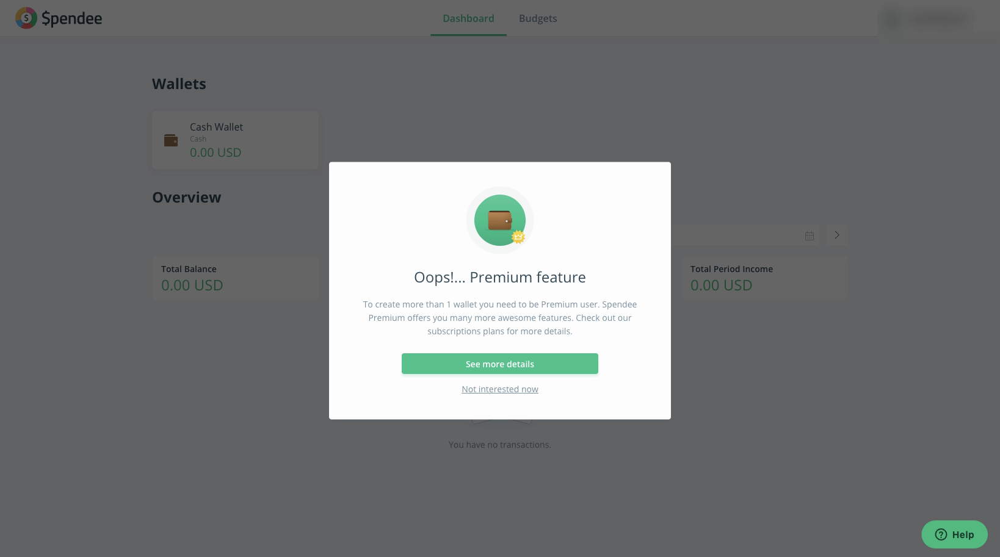 $pendee
Dashboard
Budgets
Wallets
Cash Wallet
Cash
0.00 USD
Overview
Total Balance
0.00 USD
Total Period Income
0.00 USD
Oops!... Premium feature
To create more than 1 wallet you need to be Premium user. Spendee
Premium offers you many more awesome features. Check out our
subscriptions plans for more details.
See more details
Not interested now
You have no transactions.
Help